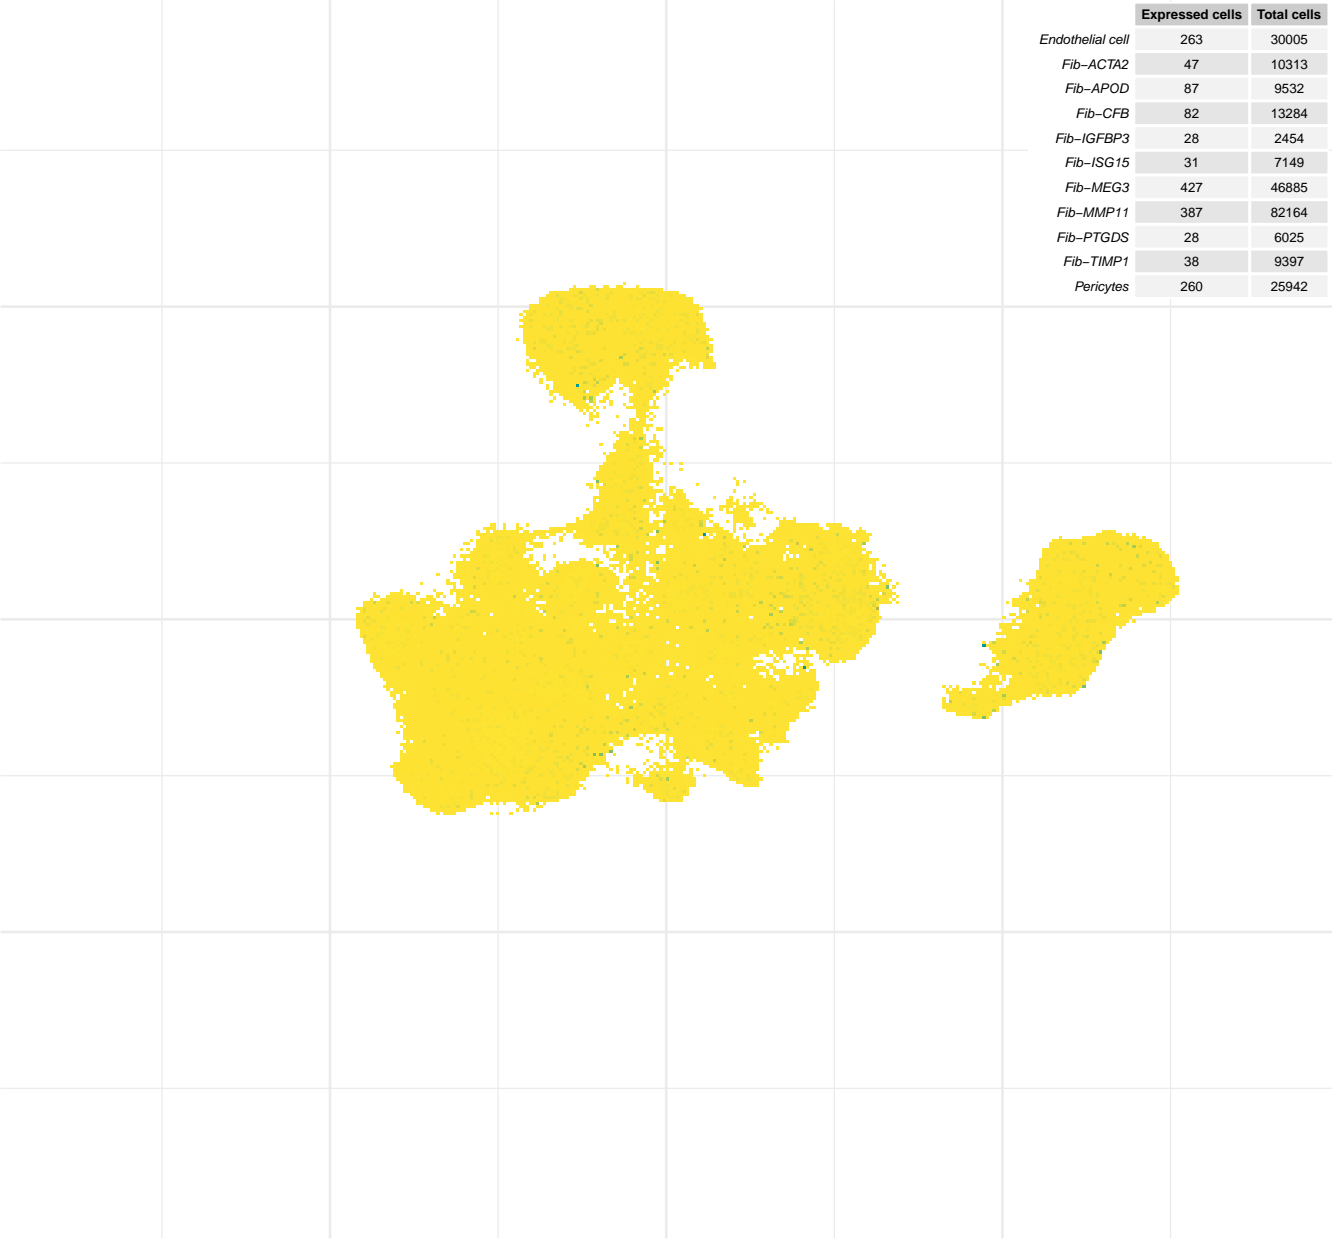 Expressed cells Total cells
Endothelial cell 263 30005
Fib−ACTA2 47 10313
Fib−APOD 87 9532
Fib−CFB 82 13284
Fib−IGFBP3 28 2454
Fib−ISG15 31 7149
Fib−MEG3 427 46885
Fib−MMP11 387 82164
Fib−PTGDS 28 6025
Fib−TIMP1 38 9397
Pericytes 260 25942